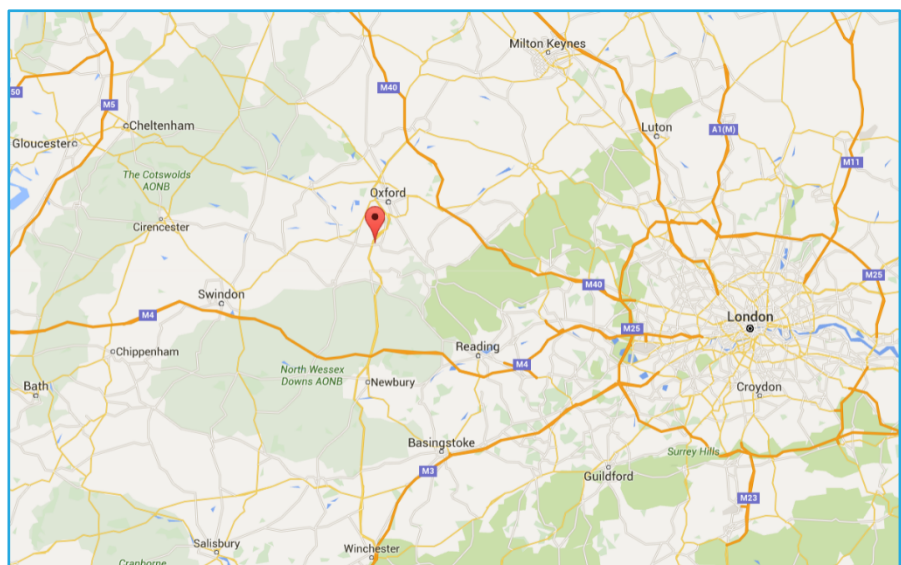 Milton Keynes
M40
50
M5
Cheltenham
Luton
A1(M)
Gloucester
M11
The Cotswolds
AONB
Oxford
Cirencester
M25
M40
Swindon
M4
London
M25
Chippenham
Reading
M4
North Wessex
Downs AONB
Newbury
Bath
Croydon
Basingstoke
Surrey Hills
M3
Guildford
M23
Salisbury
Winchester
Cranborne